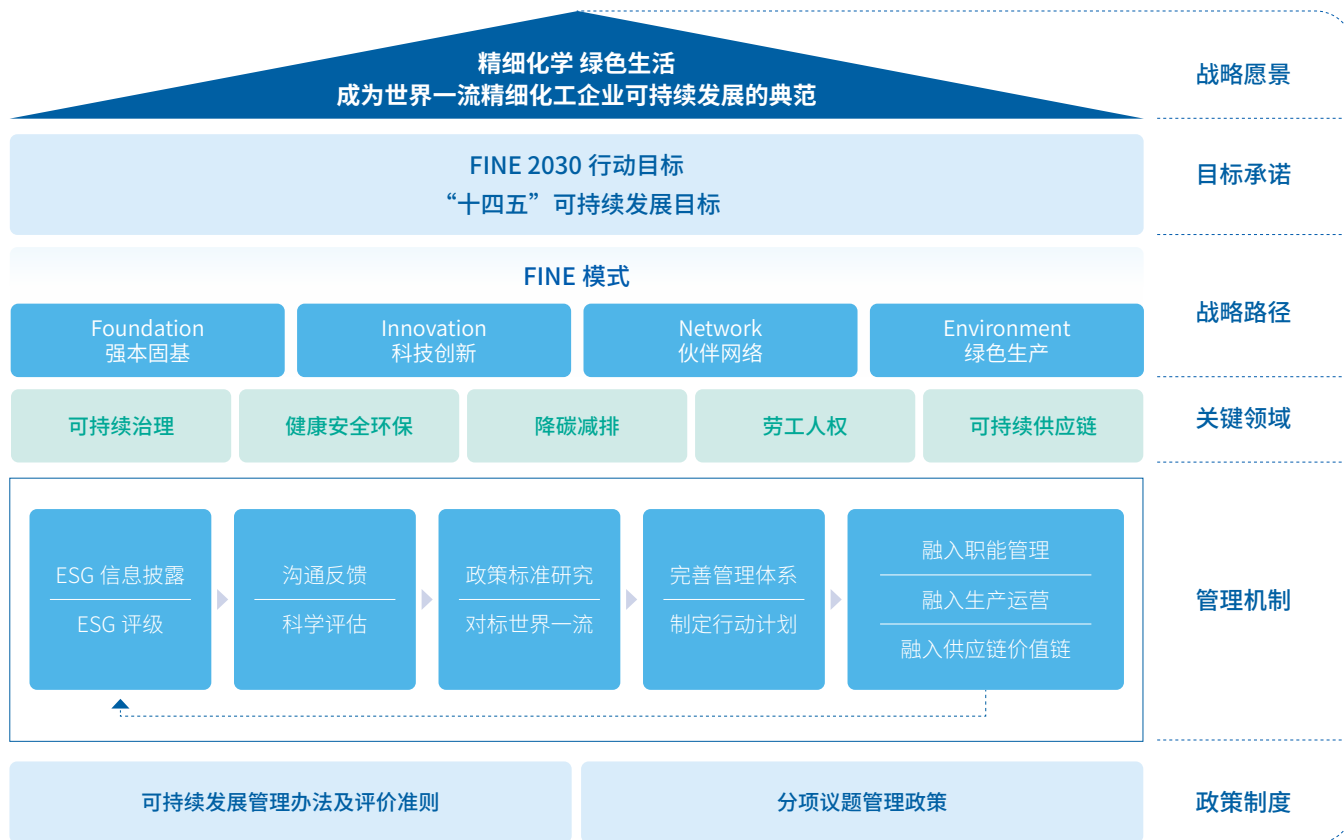 精细化学 绿色生活
成为世界一流精细化工企业可持续发展的典范
战略愿景
FINE 2030 行动目标
“十四五”可持续发展目标
目标承诺
FINE 模式
Foundation
强本固基
Innovation
科技创新
Network
伙伴网络
Environment
绿色生产
战略路径
可持续治理
健康安全环保
降碳减排
劳工人权
可持续供应链
关键领域
ESG 信息披露
ESG 评级
沟通反馈
科学评估
政策标准研究
对标世界一流
完善管理体系
制定行动计划
融入职能管理
融入生产运营
融入供应链价值链
管理机制
可持续发展管理办法及评价准则
分项议题管理政策
政策制度